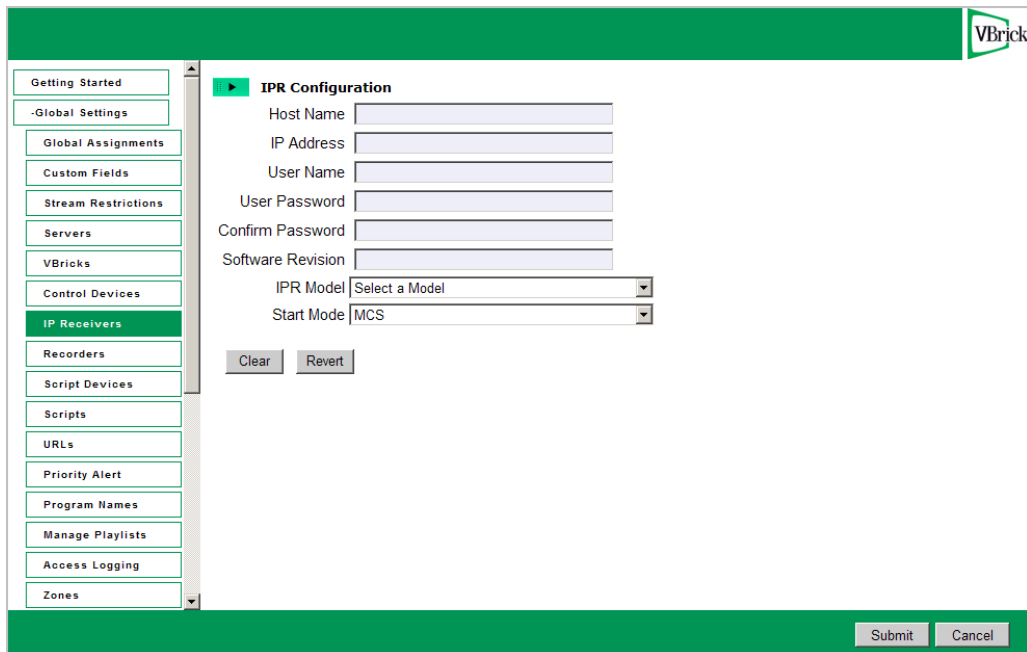 VBrick
Getting Started
-Global Settings
Global Assignments
Custom Fields
Stream Restrictions
Servers
VBricks
Control Devices
IP Receivers
Recorders
Script Devices
Scripts
URLs
Priority Alert
Program Names
Manage Playlists
Access Logging
Zones
IPR Configuration
Host Name
IP Address
User Name
User Password
Confirm Password
Software Revision
IPR Model Select a Model
Start Mode MCS
Clear Revert
Submit Cancel